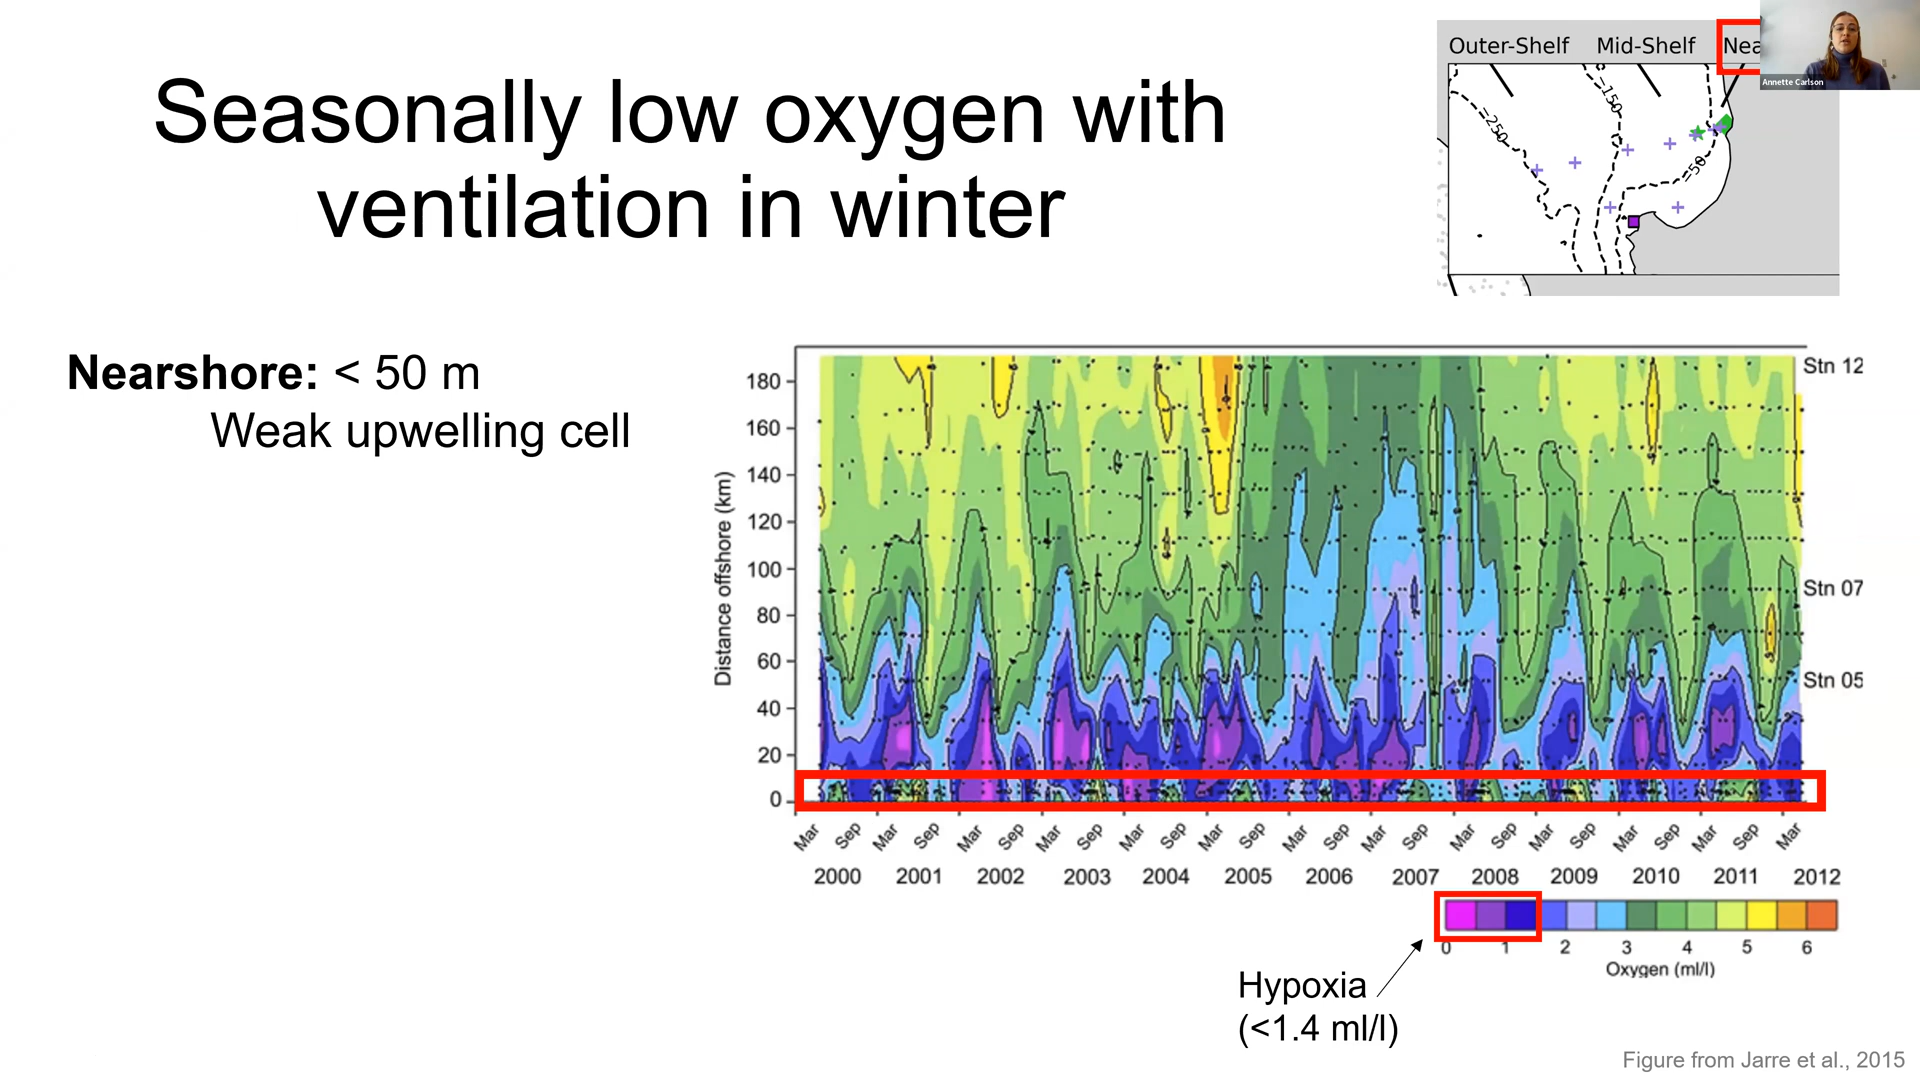 Seasonally low oxygen with
ventilation in winter
Outer-Shelf Mid-Shelf Nea
Annette Carlson
-250
-150
-50
Nearshore: < 50 m
Weak upwelling cell
Distance offshore (km)
180
160
140
120
100
80
60
40
20
0
Stn 12
Stn 07
Stn 05
Mar Sep Mar Sep Mar Sep Mar Sep Mar Sep Mar Sep Mar Sep Mar Sep Mar Sep Mar Sep Mar Sep Mar Sep Mar
2000 2001 2002 2003 2004 2005 2006 2007 2008 2009 2010 2011 2012
0 1 2 3 4 5 6
Oxygen (ml/l)
Hypoxia
(<1.4 ml/l)
Figure from Jarre et al., 2015